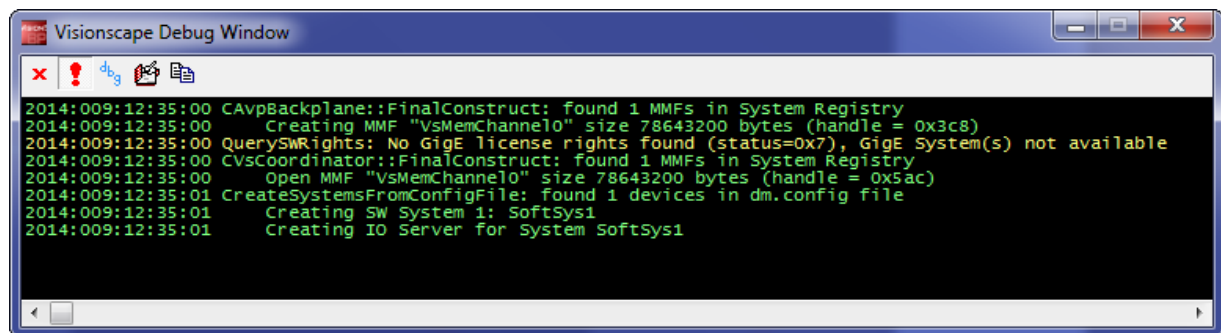 Visionscape Debug Window
dbg
2014:009:12:35:00 CAvpBackplane::FinalConstruct: found 1 MMFs in System Registry
2014:009:12:35:00 Creating MMF "VsMemChannel0" size 78643200 bytes (handle = 0x3c8)
2014:009:12:35:00 QuerySWRights: No GigE license rights found (status=0x7), GigE System(s) not available
2014:009:12:35:00 CVsCoordinator::FinalConstruct: found 1 MMFs in System Registry
2014:009:12:35:00 Open MMF "VsMemChannel0" size 78643200 bytes (handle = 0x5ac)
2014:009:12:35:01 CreateSystemsFromConfigFile: found 1 devices in dm.config file
2014:009:12:35:01 Creating SW System 1: SoftSys1
2014:009:12:35:01 Creating IO Server for System SoftSys1